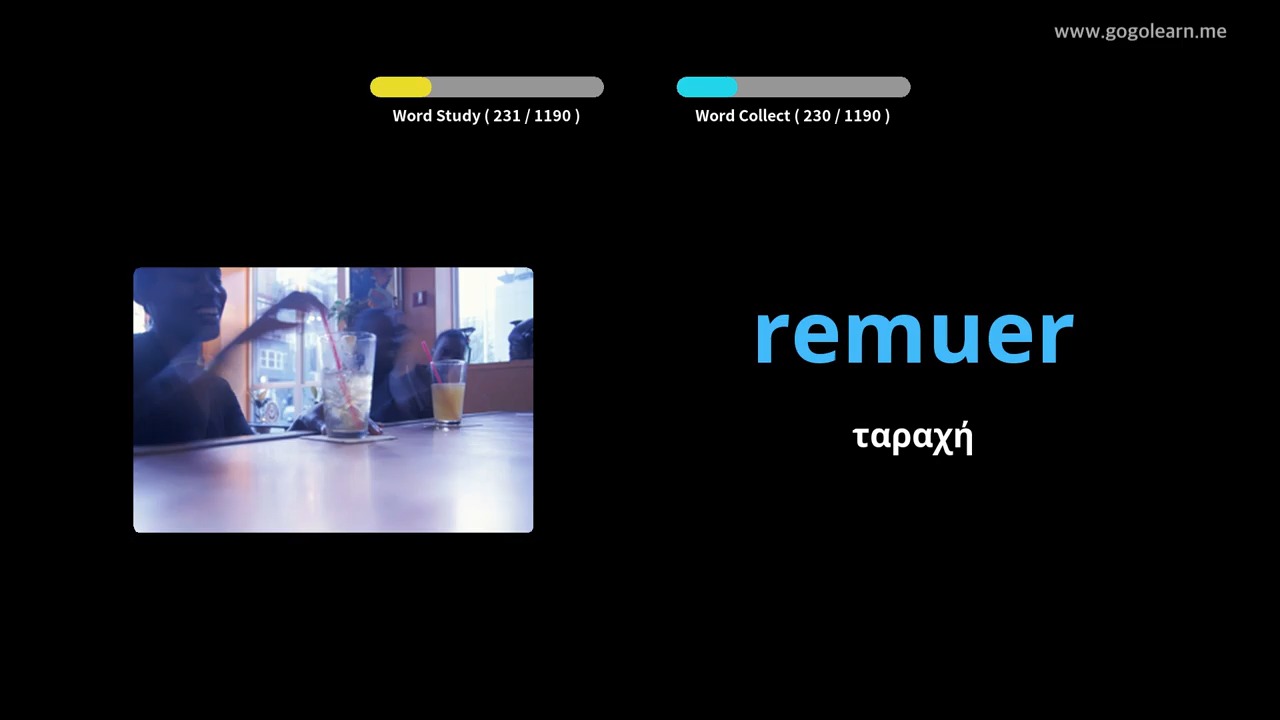 www.gogolearn.me
Word Study ( 231 / 1190 )
Word Collect ( 230 / 1190 )
remuer
ταραχή